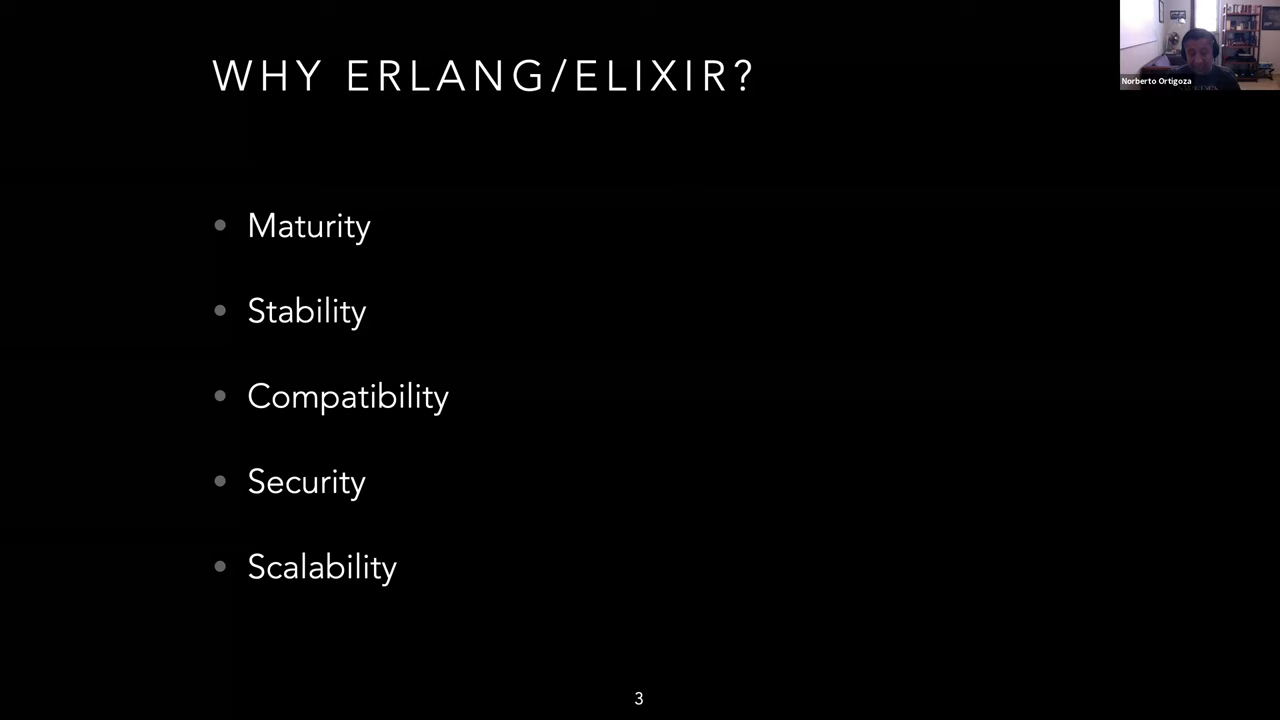 WHY ERLANG/ELIXIR?
Norberto Ortigoza
• Maturity
• Stability
• Compatibility
• Security
• Scalability
3